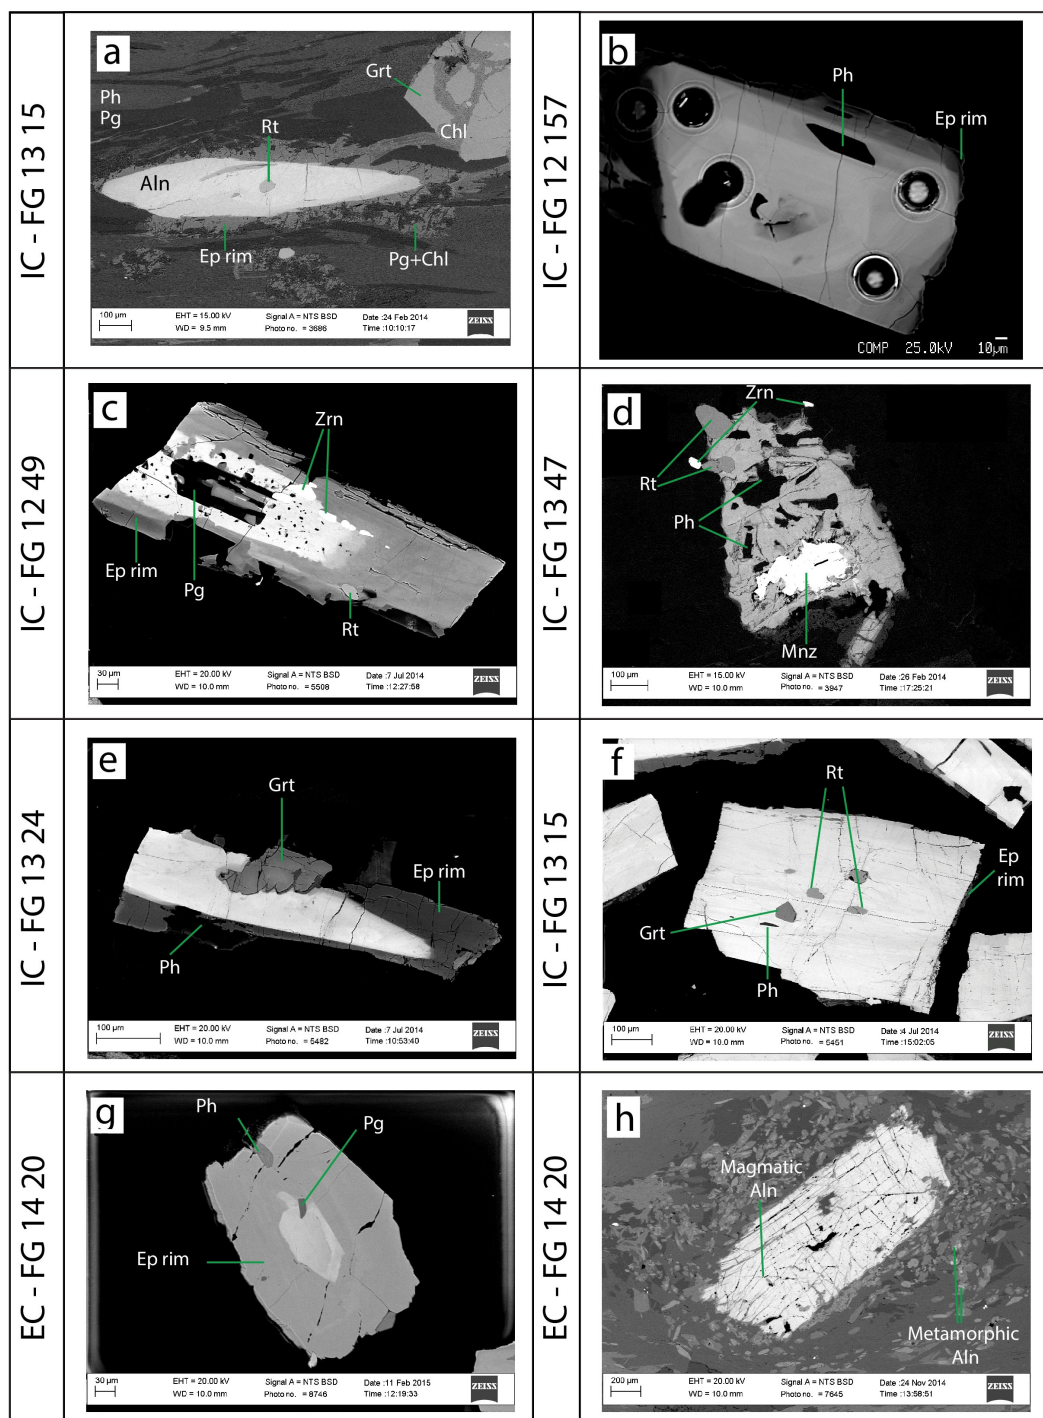 IC - FG 13 15
a
Grt
Ph
Pg
Rt
Chl
Aln
Ep rim
Pg+Chl
100 µm
EHT = 15.00 kV
WD = 9.5 mm
Signal A = NTS BSD
Photo no. = 3686
Date :24 Feb 2014
Time :10:10:17
ZEISS
IC - FG 12 157
b
Ph
Ep rim
COMP 25.0kV 10µm
IC - FG 12 49
c
Zrn
Ep rim
Pg
Rt
30 µm
EHT = 20.00 kV
WD = 10.0 mm
Signal A = NTS BSD
Photo no. = 5508
Date :7 Jul 2014
Time :12:27:58
ZEISS
IC - FG 13 47
d
Zrn
Rt
Ph
Mnz
100 µm
EHT = 15.00 kV
WD = 10.0 mm
Signal A = NTS BSD
Photo no. = 3947
Date :26 Feb 2014
Time :17:25:21
ZEISS
IC - FG 13 24
e
Grt
Ep rim
Ph
100 µm
EHT = 20.00 kV
WD = 10.0 mm
Signal A = NTS BSD
Photo no. = 5482
Date :7 Jul 2014
Time :10:53:40
ZEISS
IC - FG 13 15
f
Rt
Ep
rim
Grt
Ph
100 µm
EHT = 20.00 kV
WD = 10.0 mm
Signal A = NTS BSD
Photo no. = 5451
Date :4 Jul 2014
Time :15:02:05
ZEISS
EC - FG 14 20
g
Ph
Pg
Ep rim
30 µm
EHT = 20.00 kV
WD = 10.0 mm
Signal A = NTS BSD
Photo no. = 8746
Date :11 Feb 2015
Time :12:19:33
ZEISS
EC - FG 14 20
h
Magmatic
Aln
Metamorphic
Aln
200 µm
EHT = 20.00 kV
WD = 10.0 mm
Signal A = NTS BSD
Photo no. = 7645
Date :24 Nov 2014
Time :13:58:51
ZEISS